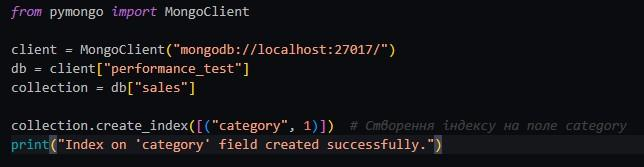 from pymongo import MongoClient
client = MongoClient("mongodb://localhost:27017/")
db = client["performance_test"]
collection = db["sales"]
collection.create_index([("category", 1)])  # Створення індексу на поле category
print("Index on 'category' field created successfully.")